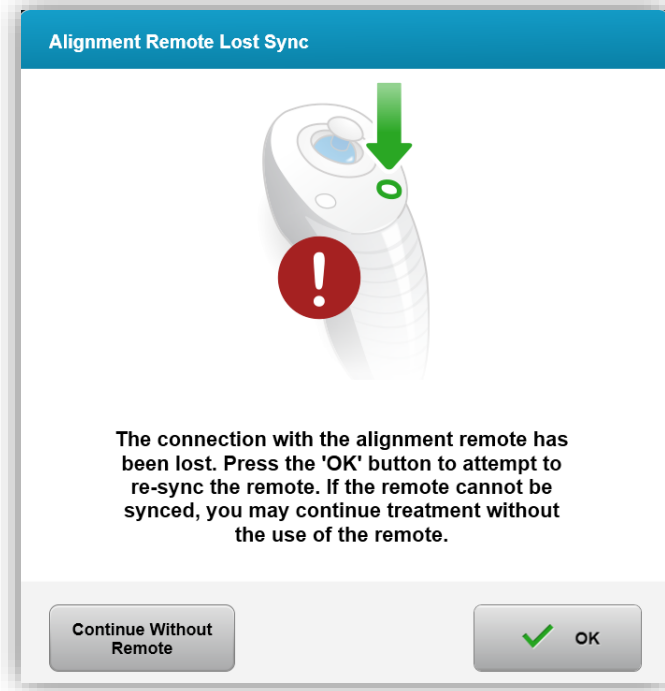 Alignment Remote Lost Sync
The connection with the alignment remote has
been lost. Press the 'OK' button to attempt to
re-sync the remote. If the remote cannot be
synced, you may continue treatment without
the use of the remote.
Continue Without
Remote
OK